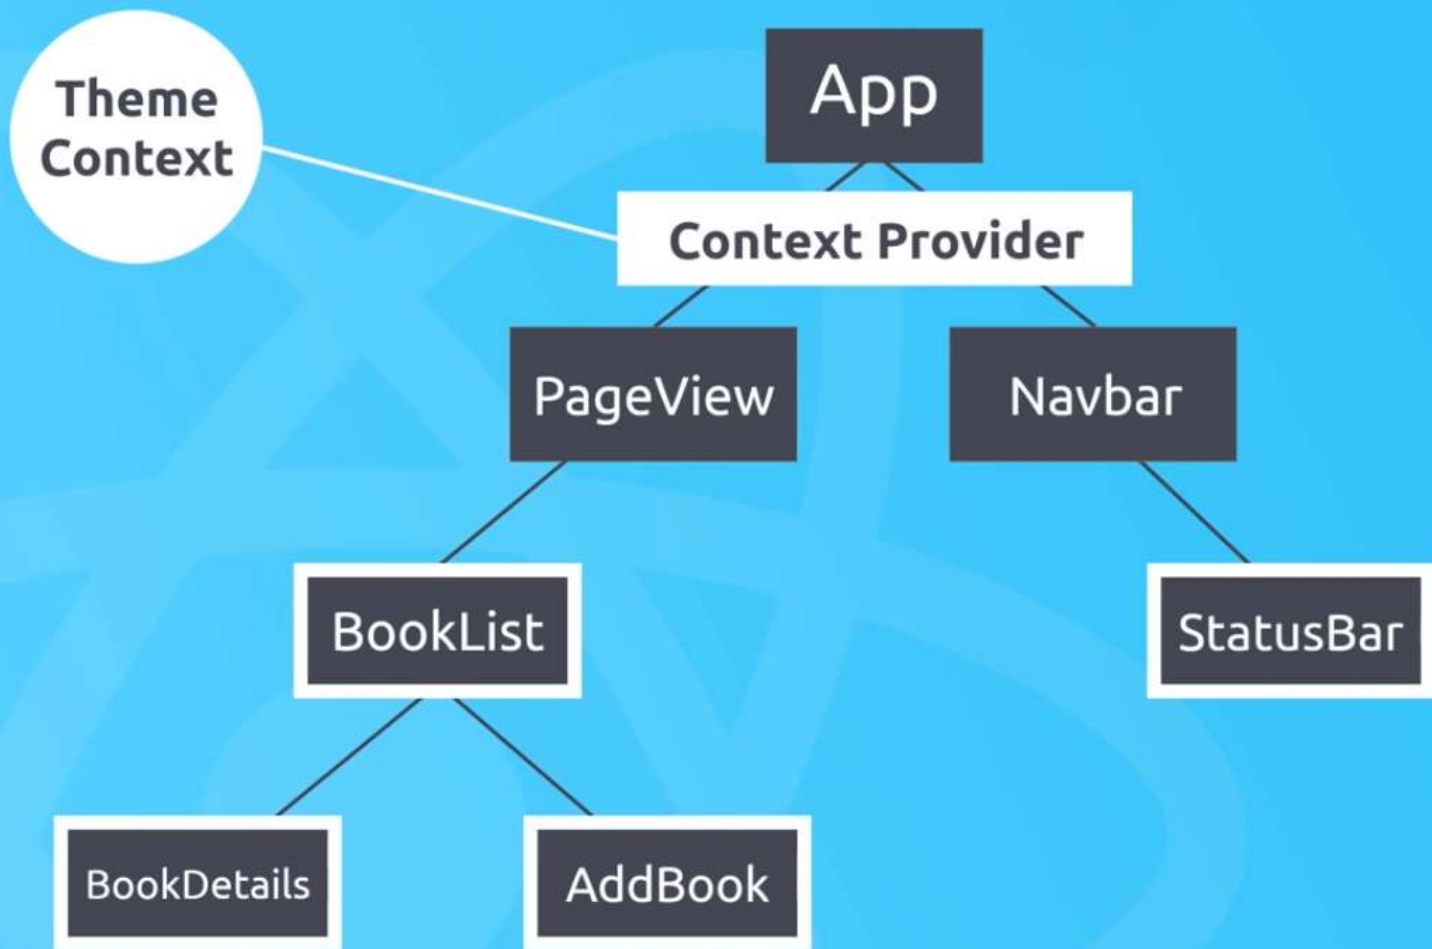 Theme
Context
App
Context Provider
PageView
Navbar
BookList
StatusBar
BookDetails
AddBook